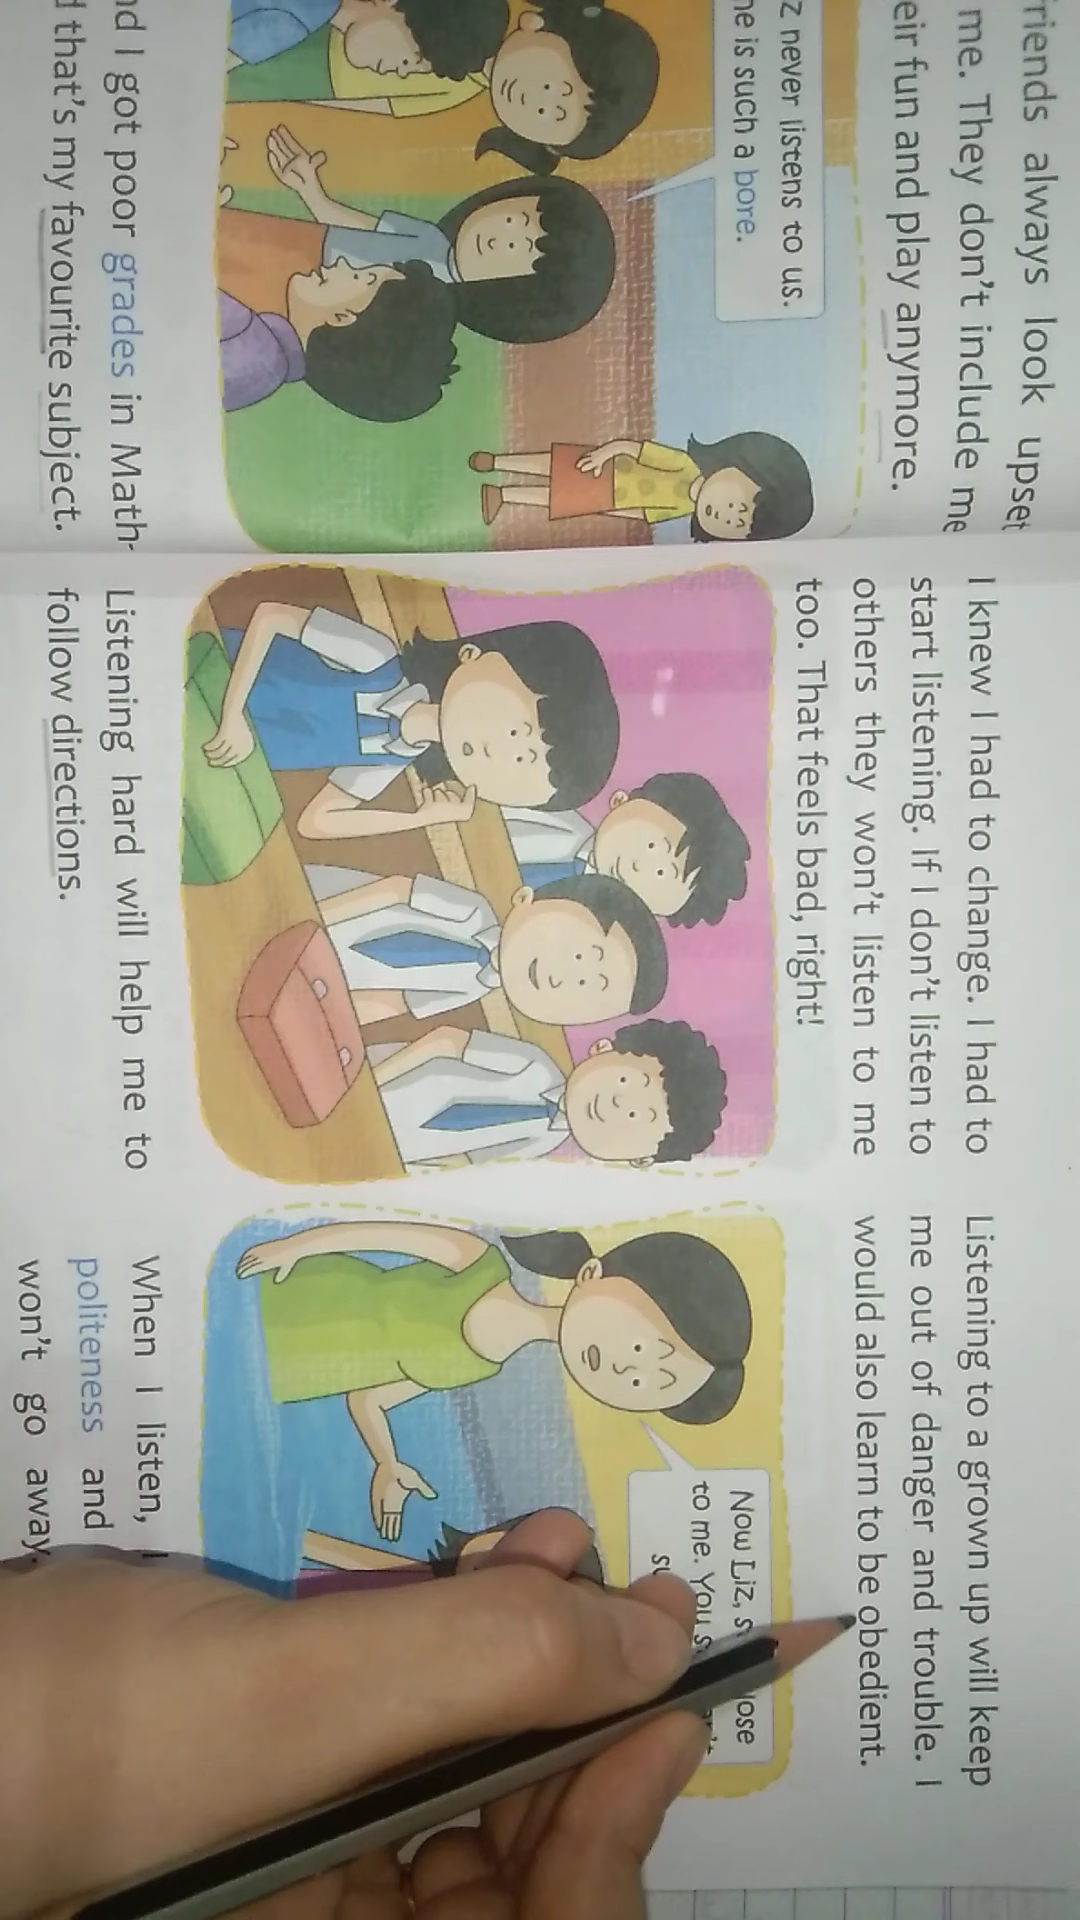 friends always look upset
me. They don't include me
eir fun and play anymore.
z never listens to us.
he is such a bore.
nd I got poor grades in Math-
d that's my favourite subject.
I knew I had to change. I had to
start listening. If I don't listen to
others they won't listen to me
too. That feels bad, right!
Listening hard will help me to
follow directions.
Listening to a grown up will keep
me out of danger and trouble. I
would also learn to be obedient.
Now Liz, s lose
to me. You s
When I listen, I
politeness and
won't go away.